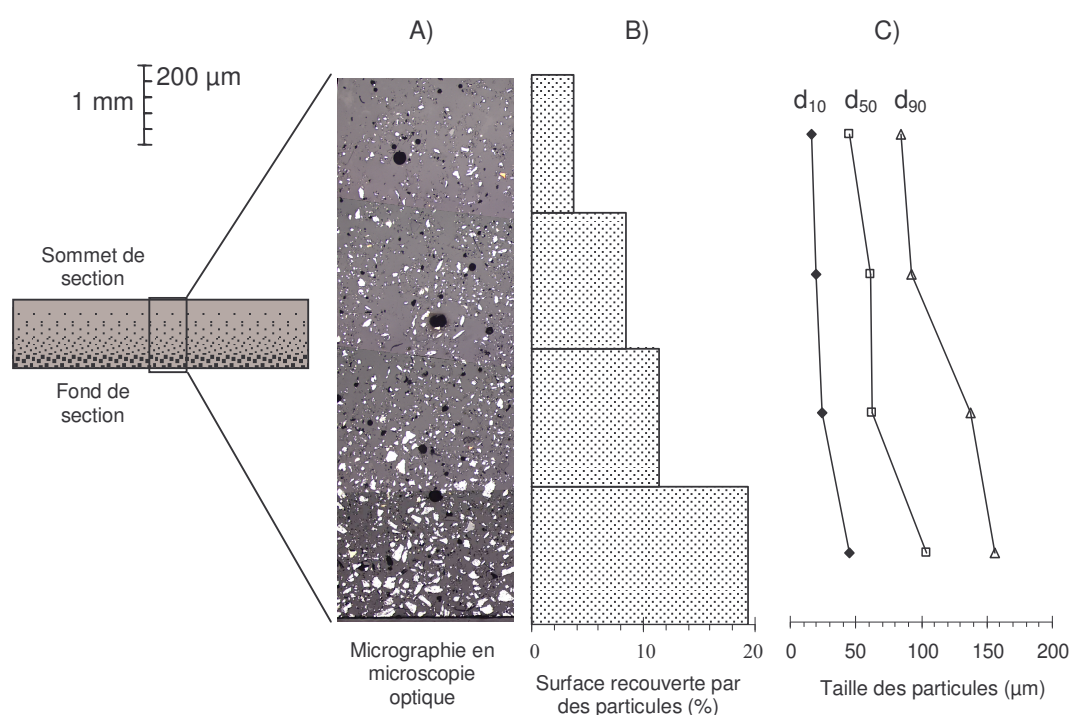 A)
B)
C)
200 µm
1 mm
d10
d50
d90
Sommet de
section
Fond de
section
0
10
20
0
50
100
150
200
Micrographie en
microscopie
optique
Surface recouverte par
des particules (%)
Taille des particules (µm)